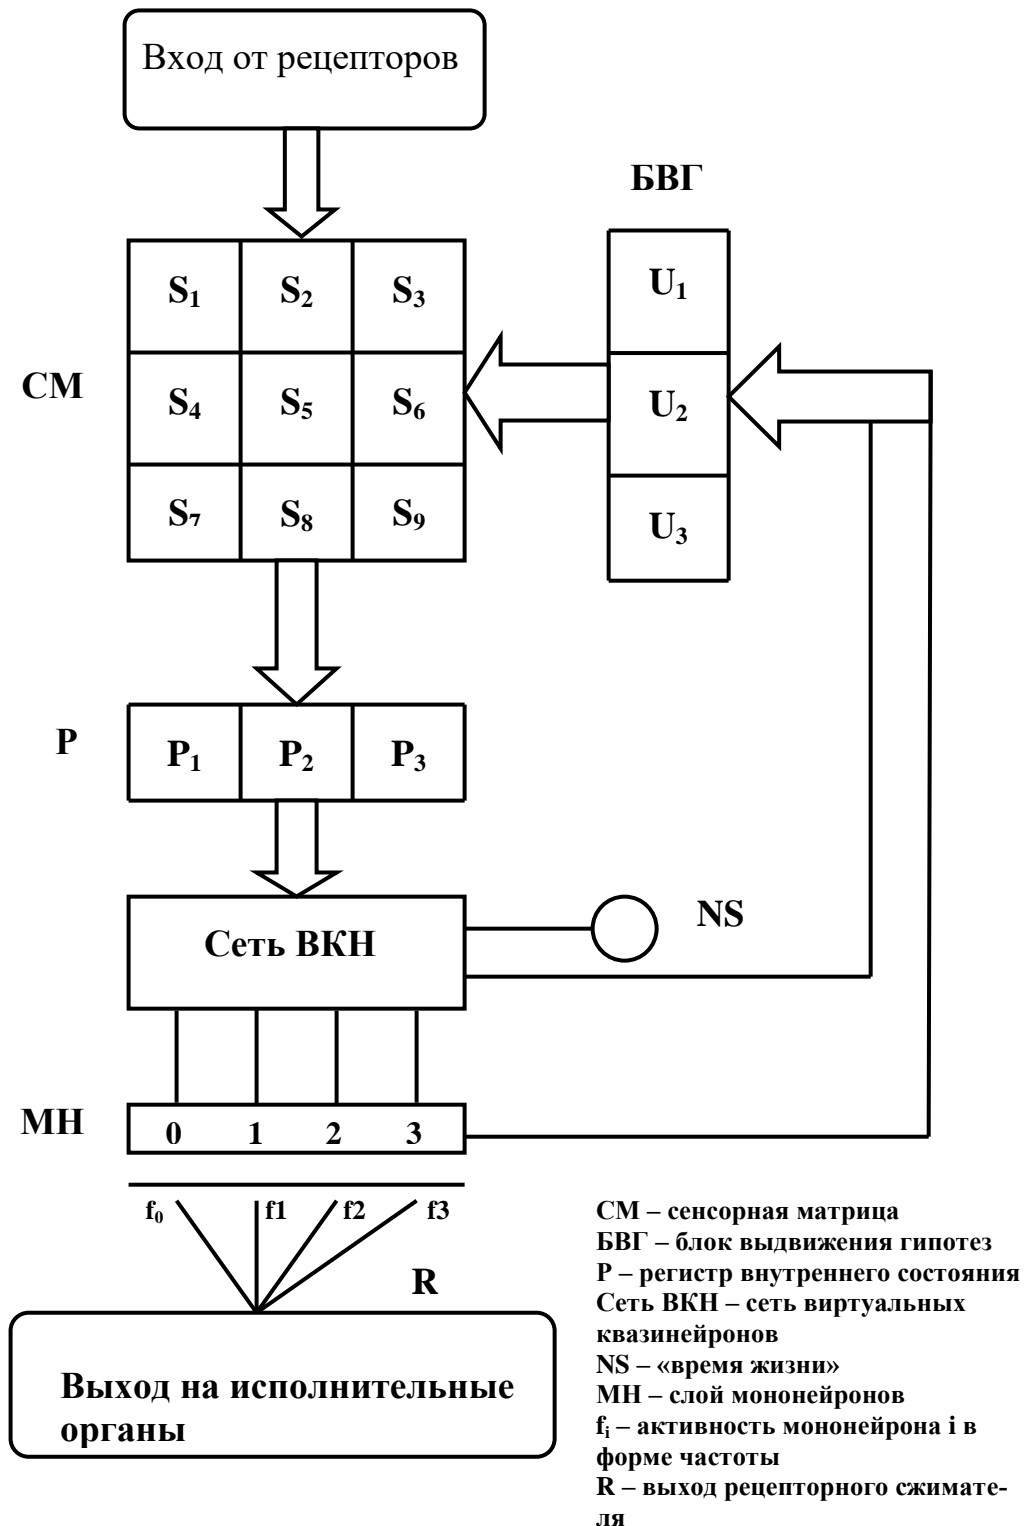 Вход от рецепторов
БВГ
S₁ S₂ S₃
U₁
СМ
S₄ S₅ S₆
U₂
S₇ S₈ S₉
U₃
Р
P₁ P₂ P₃
Сеть ВКН
NS
МН
0 1 2 3
f₀ f1 f2 f3
R
Выход на исполнительные
органы
СМ – сенсорная матрица
БВГ – блок выдвижения гипотез
Р – регистр внутреннего состояния
Сеть ВКН – сеть виртуальных
квазинейронов
NS – «время жизни»
МН – слой мононейронов
fᵢ – активность мононейрона i в
форме частоты
R – выход рецепторного сжимате-
ля